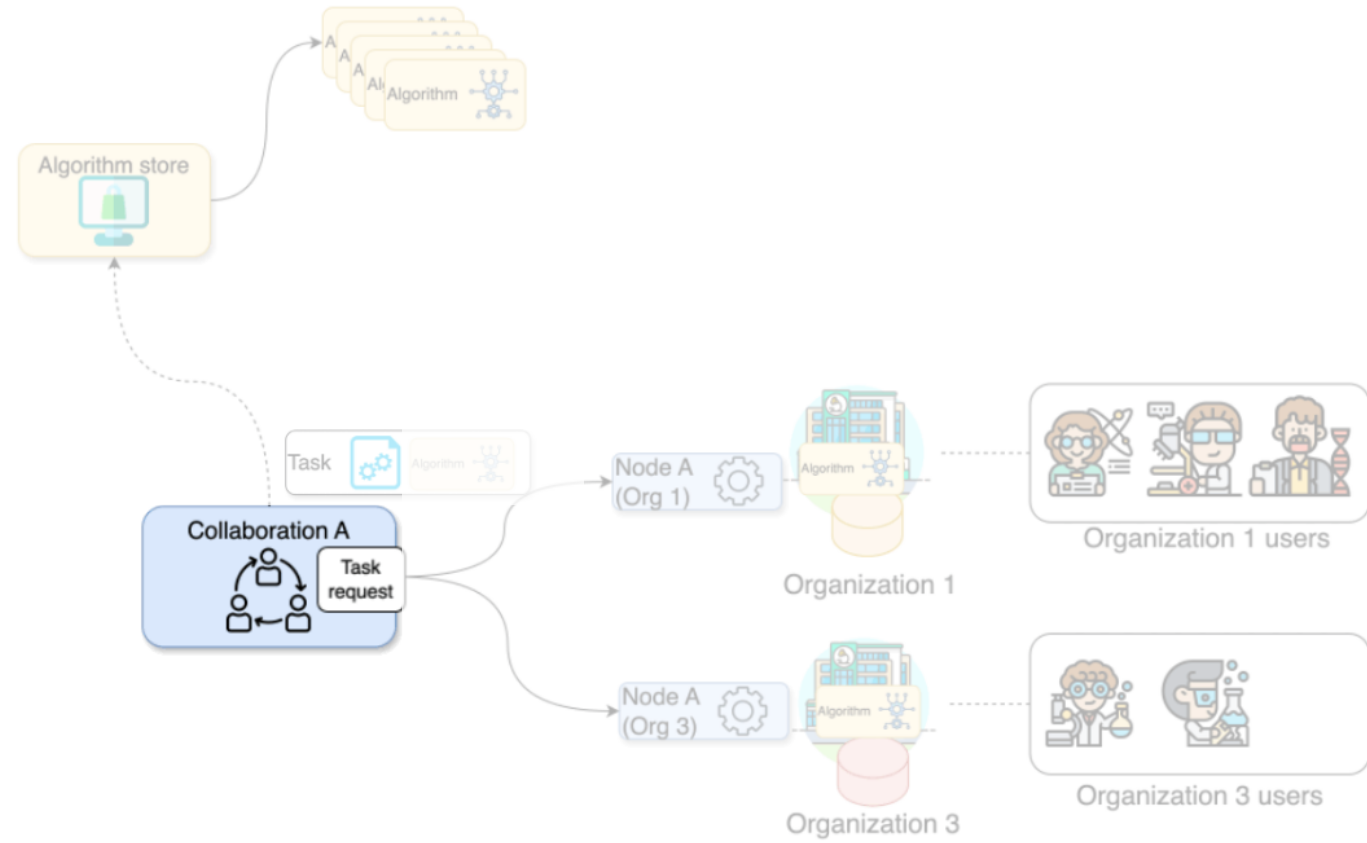 A
A
A
Al
Algorithm
Algorithm store
Task
Algorithm
Collaboration A
Task
request
Node A
(Org 1)
Algorithm
Organization 1
Organization 1 users
Node A
(Org 3)
Algorithm
Organization 3
Organization 3 users